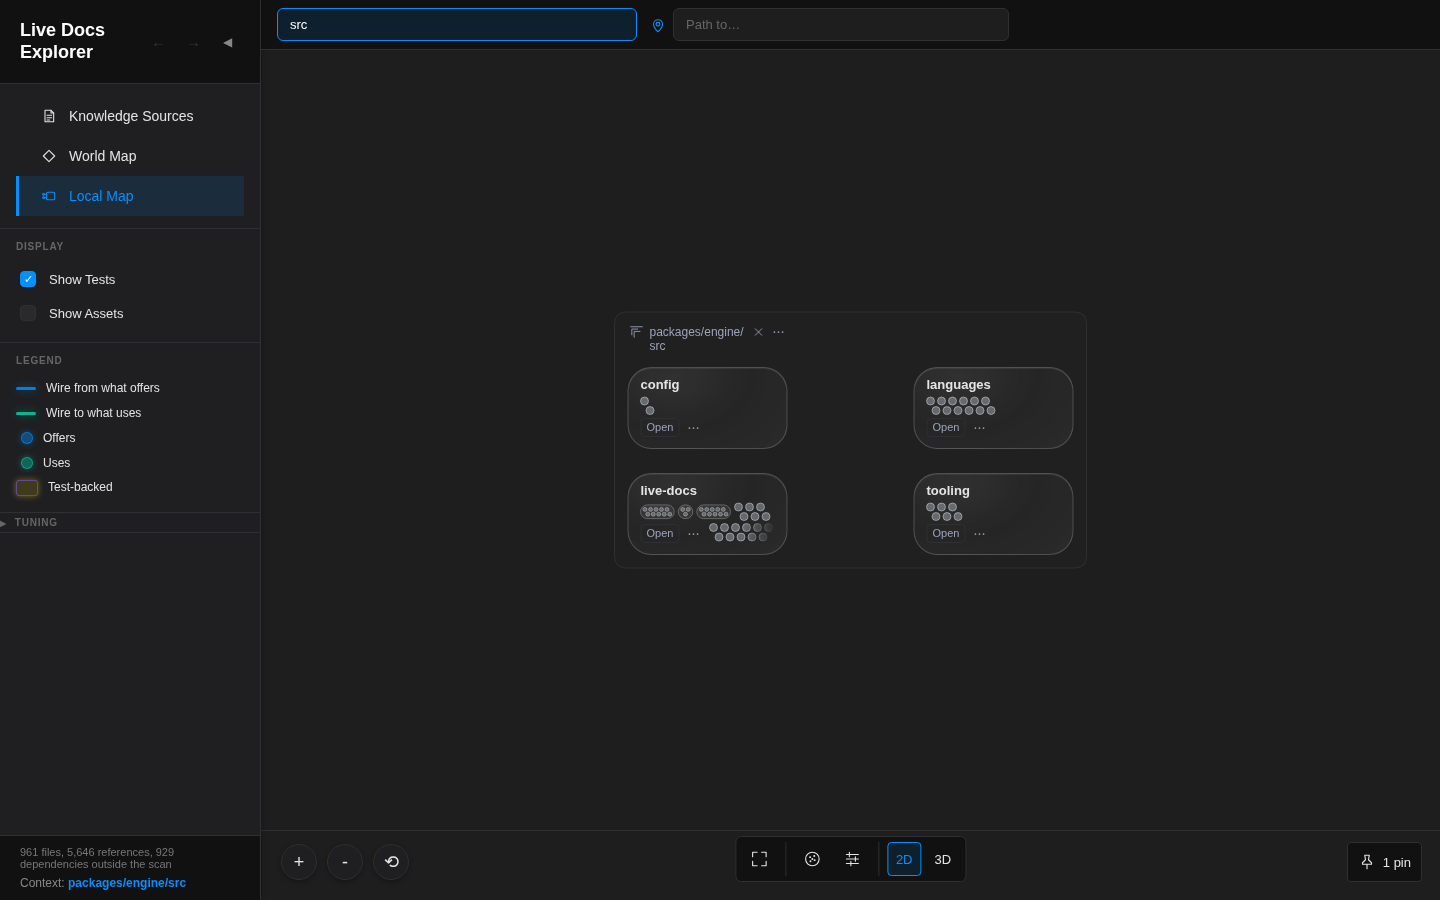 Live Docs
Explorer
src
Path to…
Knowledge Sources
World Map
Local Map
DISPLAY
Show Tests
Show Assets
LEGEND
Wire from what offers
Wire to what uses
Offers
Uses
Test-backed
TUNING
packages/engine/
src
config
Open
languages
Open
live-docs
Open
tooling
Open
961 files, 5,646 references, 929
dependencies outside the scan
Context: packages/engine/src
+
-
2D
3D
1 pin